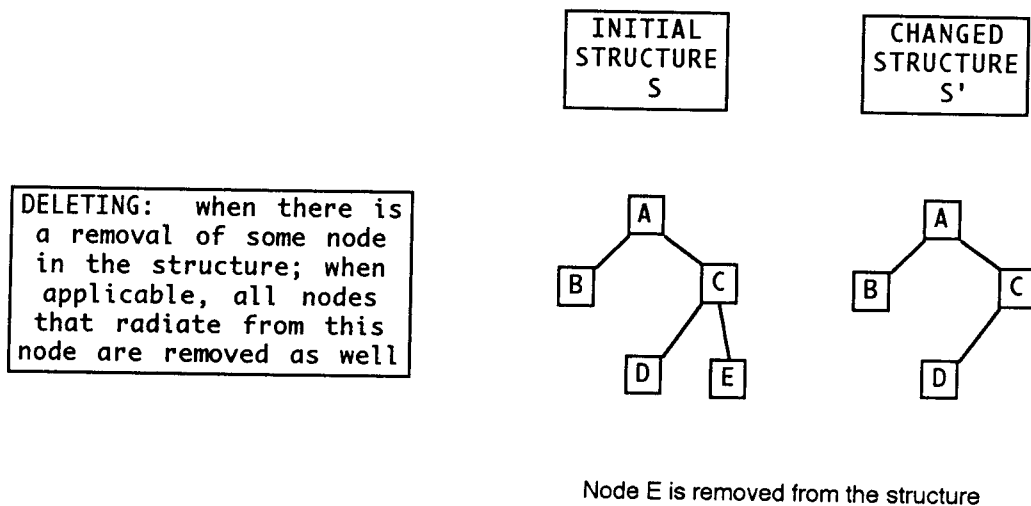 INITIAL
STRUCTURE
S
CHANGED
STRUCTURE
S'
DELETING: when there is
a removal of some node
in the structure; when
applicable, all nodes
that radiate from this
node are removed as well
A
B
C
D
E
A
B
C
D
Node E is removed from the structure